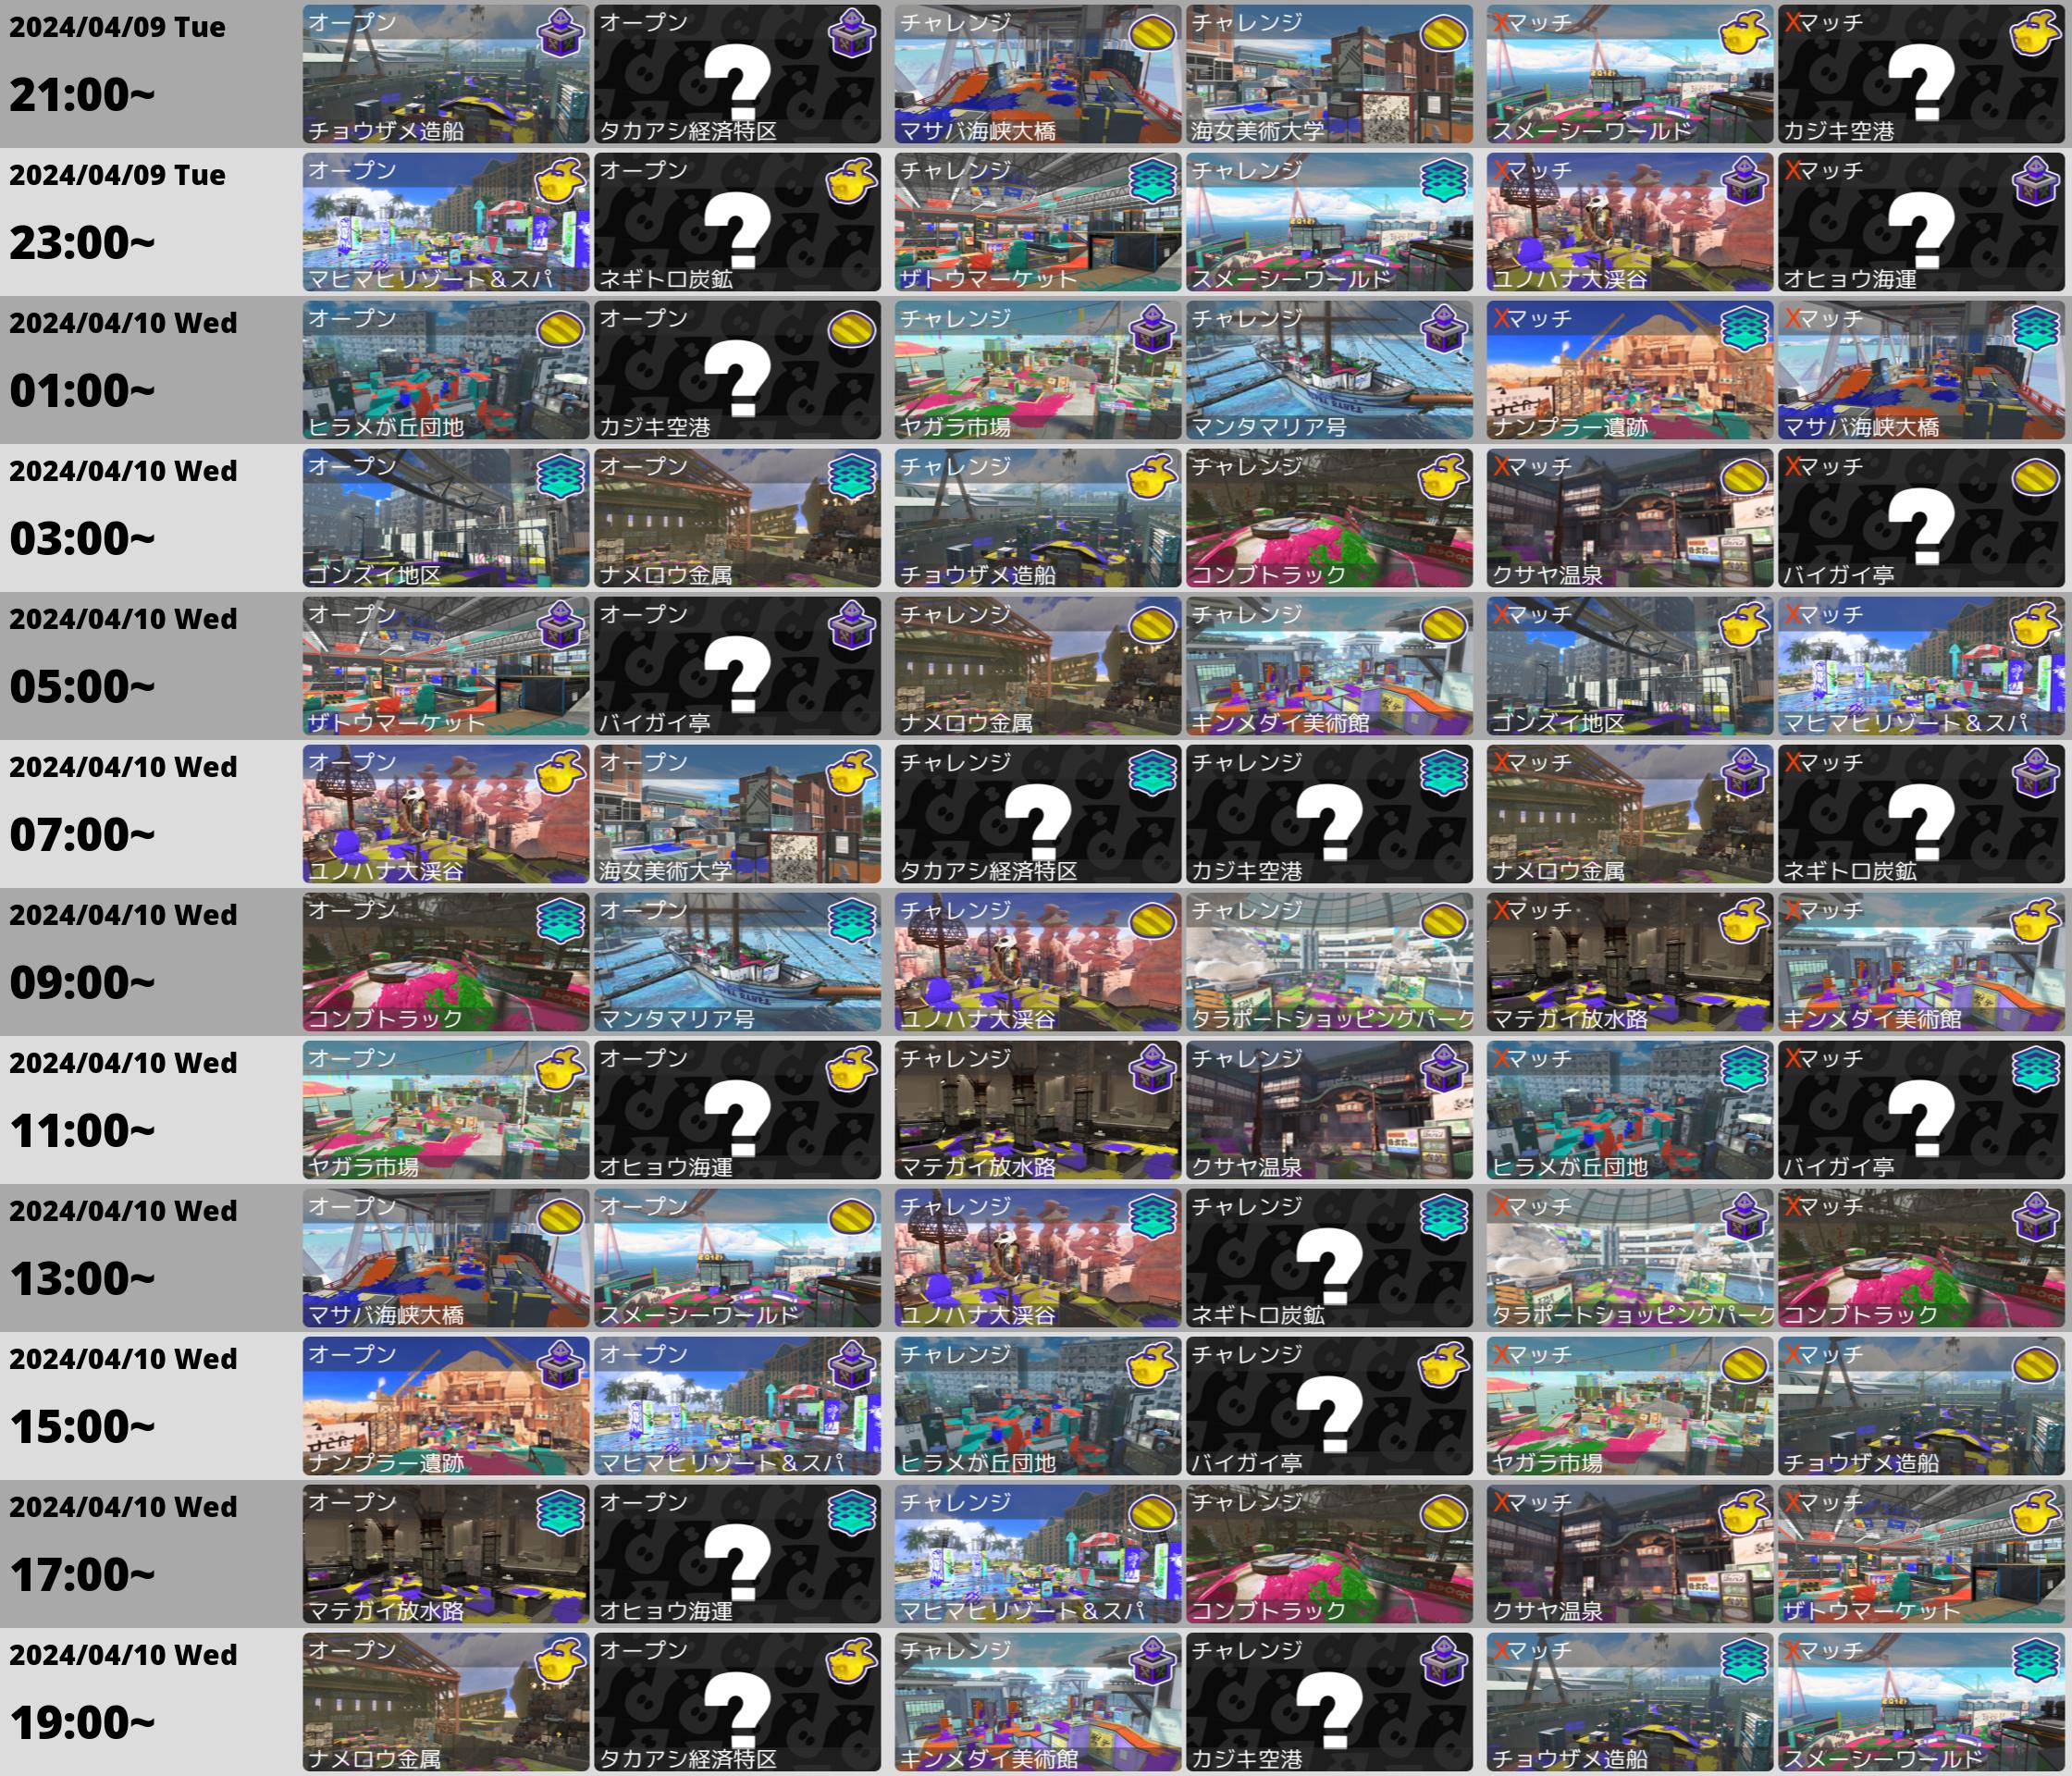 2024/04/09 Tue
21:00~
オープン
チョウザメ造船
オープン
タカアシ経済特区
チャレンジ
マサバ海峡大橋
チャレンジ
海女美術大学
Xマッチ
スメーシーワールド
Xマッチ
カジキ空港
2024/04/09 Tue
23:00~
オープン
マヒマヒリゾート＆スパ
オープン
ネギトロ炭鉱
チャレンジ
ザトウマーケット
チャレンジ
スメーシーワールド
Xマッチ
ユノハナ大渓谷
Xマッチ
オヒョウ海運
2024/04/10 Wed
01:00~
オープン
ヒラメが丘団地
オープン
カジキ空港
チャレンジ
ヤガラ市場
チャレンジ
マンタマリア号
Xマッチ
ナンプラー遺跡
Xマッチ
マサバ海峡大橋
2024/04/10 Wed
03:00~
オープン
ゴンズイ地区
オープン
ナメロウ金属
チャレンジ
チョウザメ造船
チャレンジ
コンブトラック
Xマッチ
クサヤ温泉
Xマッチ
バイガイ亭
2024/04/10 Wed
05:00~
オープン
ザトウマーケット
オープン
バイガイ亭
チャレンジ
ナメロウ金属
チャレンジ
キンメダイ美術館
Xマッチ
ゴンズイ地区
Xマッチ
マヒマヒリゾート＆スパ
2024/04/10 Wed
07:00~
オープン
ユノハナ大渓谷
オープン
海女美術大学
チャレンジ
タカアシ経済特区
チャレンジ
カジキ空港
Xマッチ
ナメロウ金属
Xマッチ
ネギトロ炭鉱
2024/04/10 Wed
09:00~
オープン
コンブトラック
オープン
マンタマリア号
チャレンジ
ユノハナ大渓谷
チャレンジ
タラポートショッピングパーク
Xマッチ
マテガイ放水路
Xマッチ
キンメダイ美術館
2024/04/10 Wed
11:00~
オープン
ヤガラ市場
オープン
オヒョウ海運
チャレンジ
マテガイ放水路
チャレンジ
クサヤ温泉
Xマッチ
ヒラメが丘団地
Xマッチ
バイガイ亭
2024/04/10 Wed
13:00~
オープン
マサバ海峡大橋
オープン
スメーシーワールド
チャレンジ
ユノハナ大渓谷
チャレンジ
ネギトロ炭鉱
Xマッチ
タラポートショッピングパーク
Xマッチ
コンブトラック
2024/04/10 Wed
15:00~
オープン
ナンプラー遺跡
オープン
マヒマヒリゾート＆スパ
チャレンジ
ヒラメが丘団地
チャレンジ
バイガイ亭
Xマッチ
ヤガラ市場
Xマッチ
チョウザメ造船
2024/04/10 Wed
17:00~
オープン
マテガイ放水路
オープン
オヒョウ海運
チャレンジ
マヒマヒリゾート＆スパ
チャレンジ
コンブトラック
Xマッチ
クサヤ温泉
Xマッチ
ザトウマーケット
2024/04/10 Wed
19:00~
オープン
ナメロウ金属
オープン
タカアシ経済特区
チャレンジ
キンメダイ美術館
チャレンジ
カジキ空港
Xマッチ
チョウザメ造船
Xマッチ
スメーシーワールド